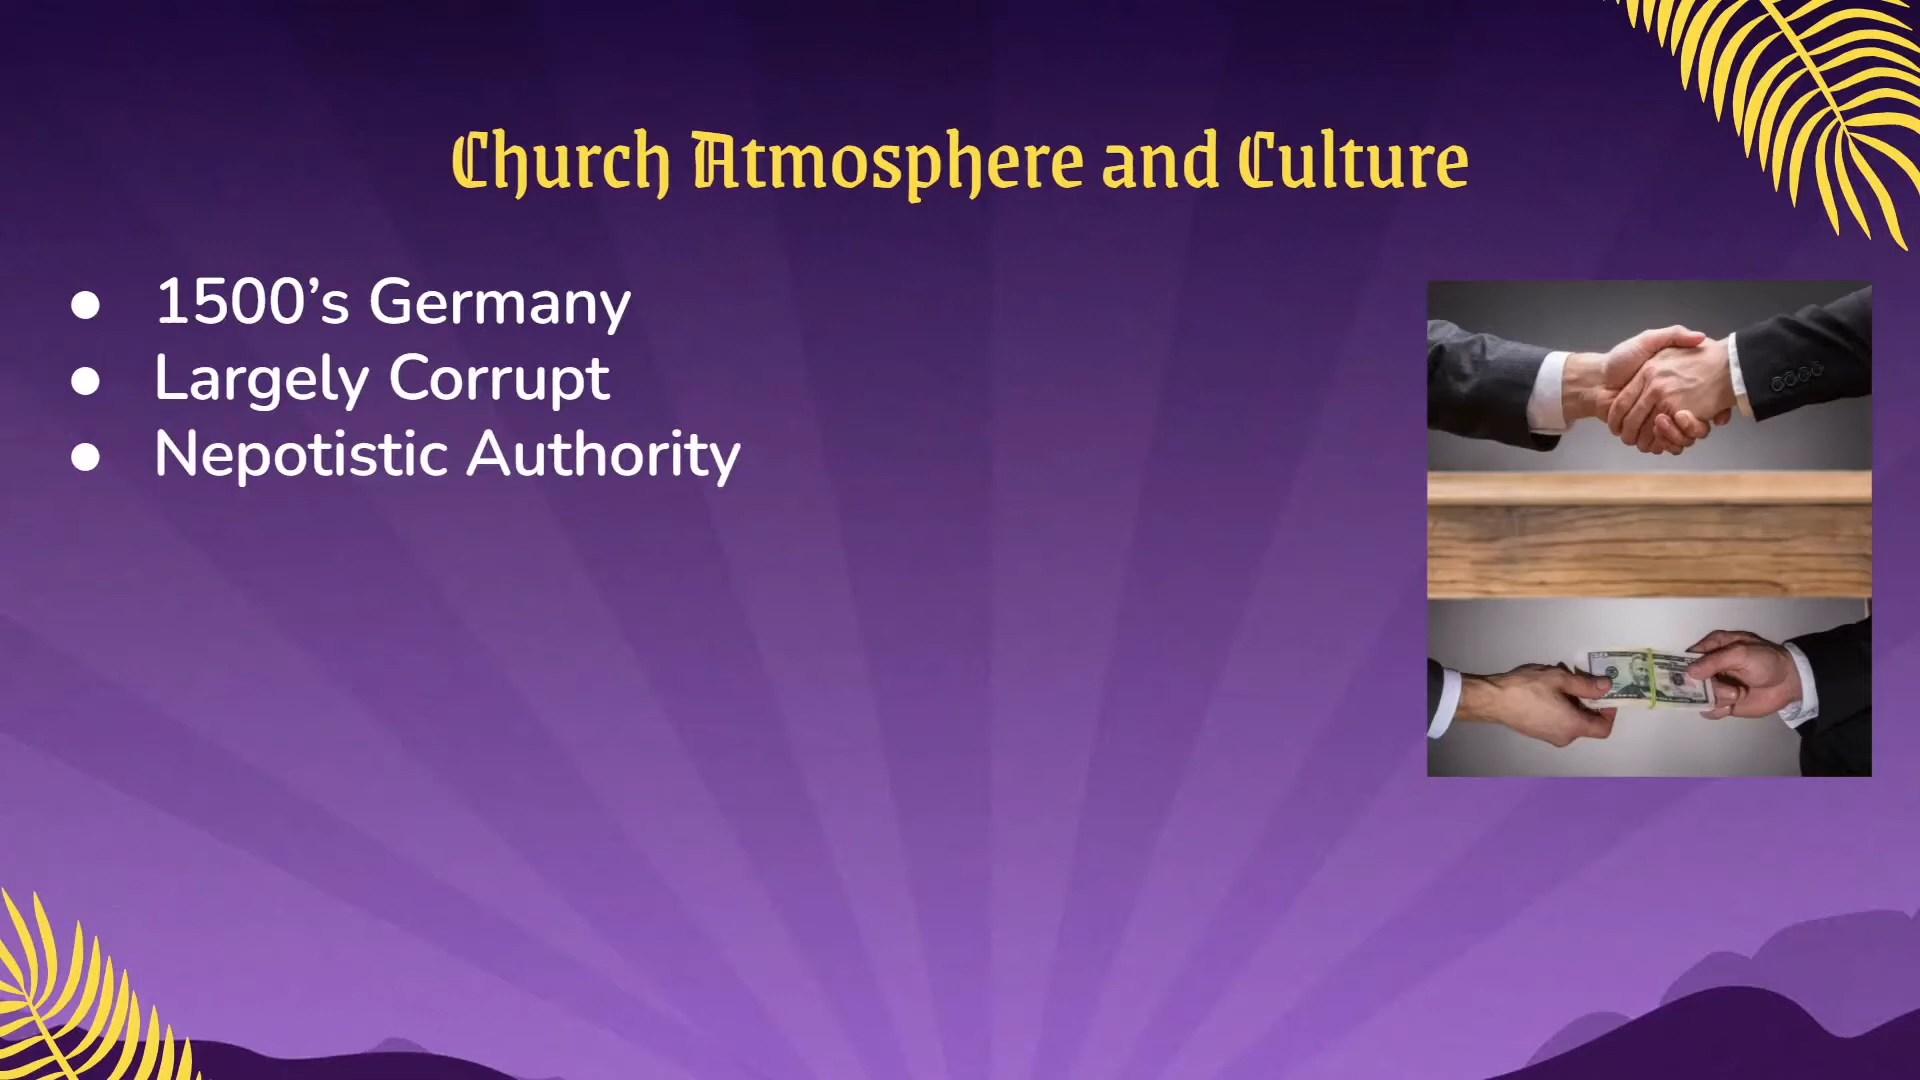 Church Atmosphere and Culture
● 1500’s Germany
● Largely Corrupt
● Nepotistic Authority